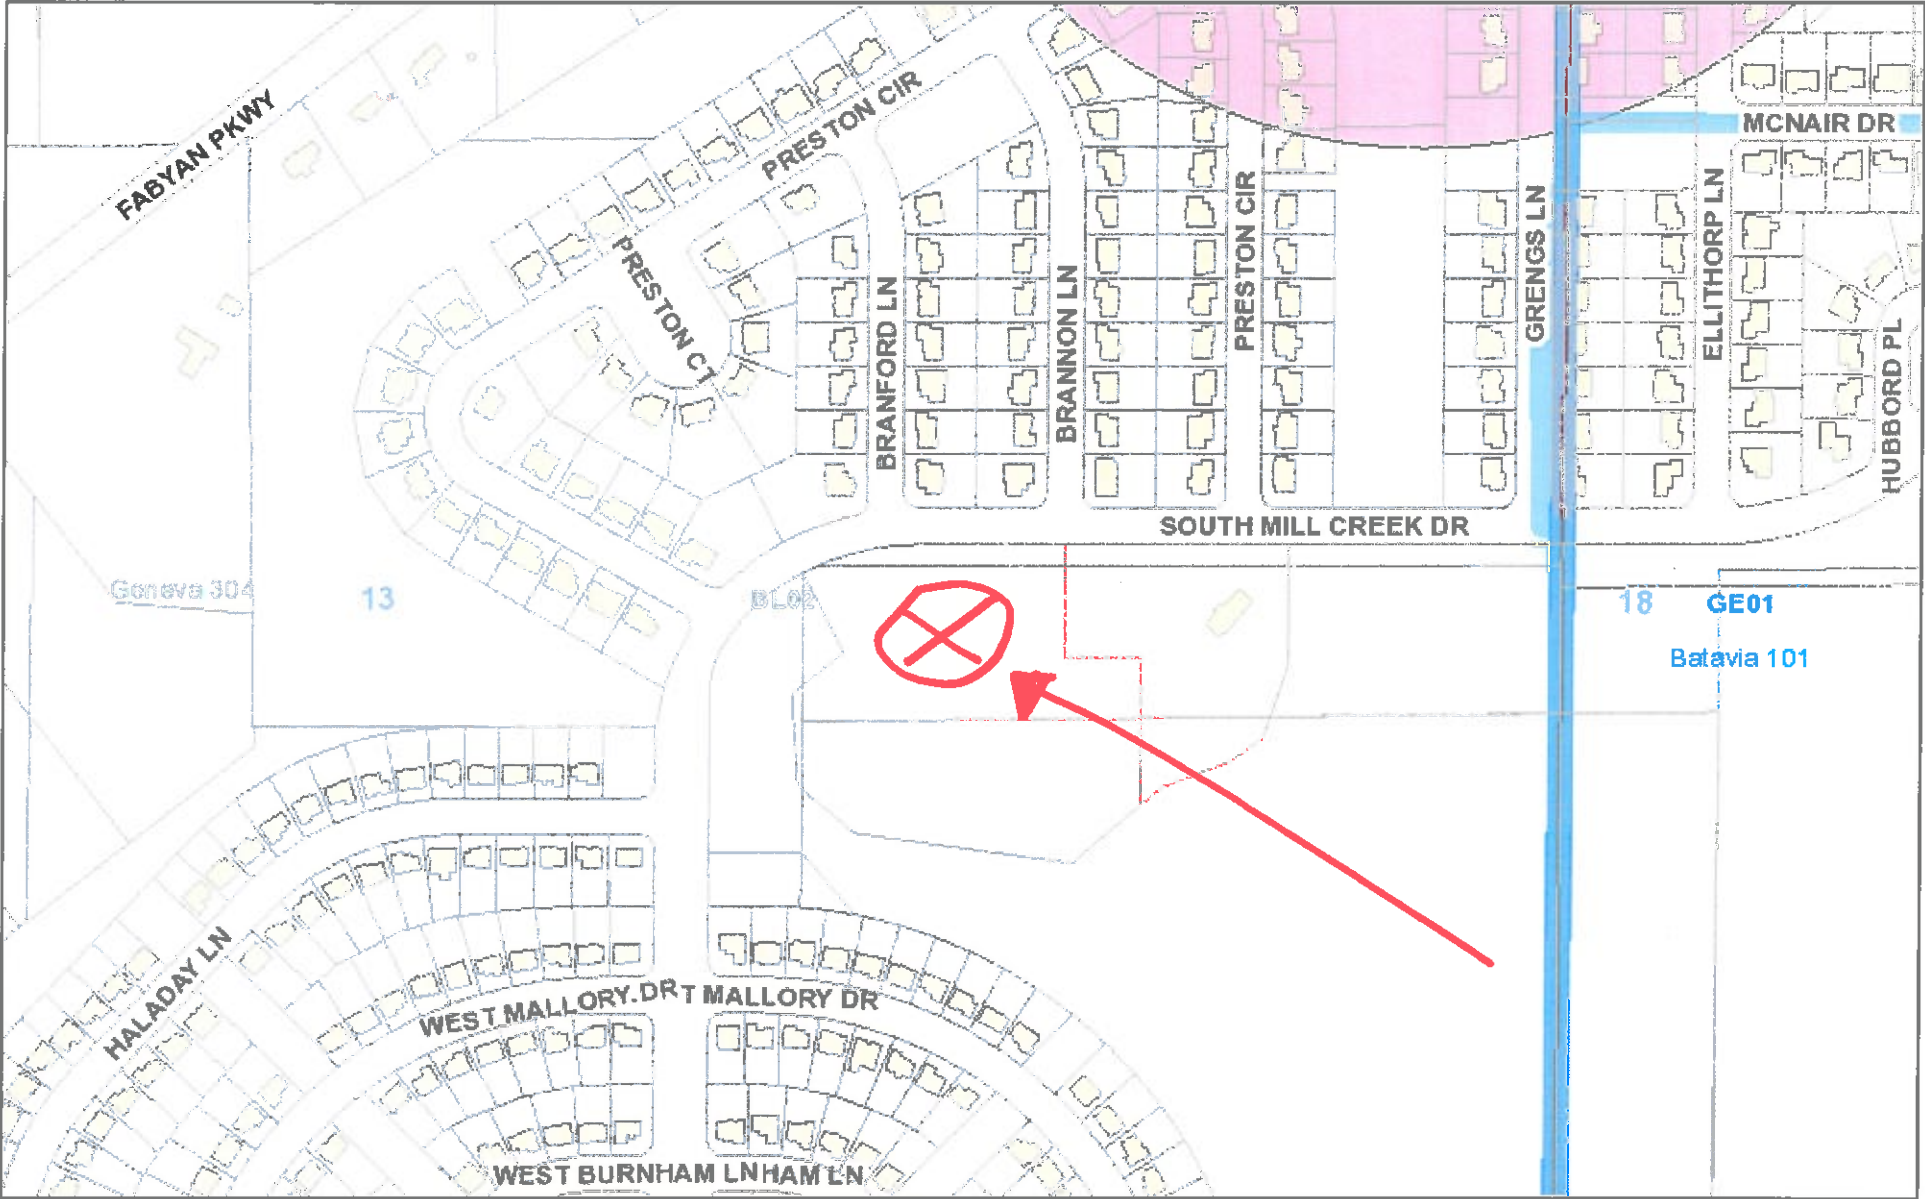 FABYAN PKWY
PRESTON CIR
MCNAIR DR
PRESTON CT
BRANFORD LN
BRANNON LN
PRESTON CIR
GRENGS LN
ELLITHORP LN
HUBBORD PL
SOUTH MILL CREEK DR
Geneva 304
13
BL02
18
GE01
Batavia 101
HALADAY LN
WEST MALLORY DR
T MALLORY DR
WEST BURNHAM LN
HAM LN